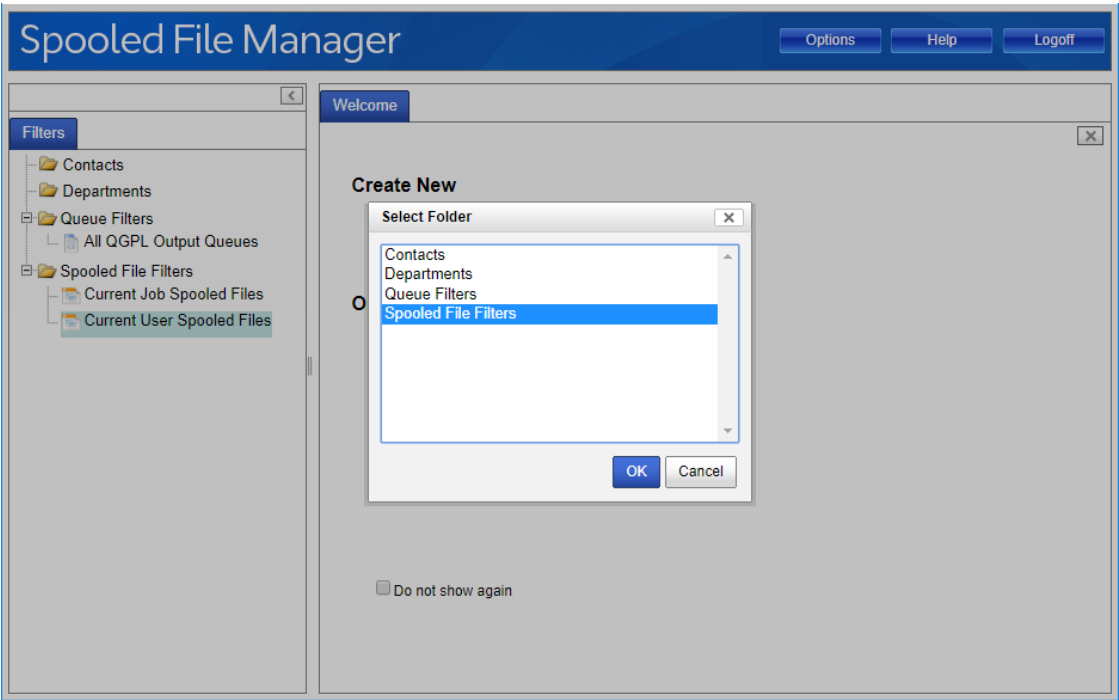 Spooled File Manager
Options
Help
Logoff
Filters
Contacts
Departments
Queue Filters
All QGPL Output Queues
Spooled File Filters
Current Job Spooled Files
Current User Spooled Files
Welcome
Create New
O
Select Folder
Contacts
Departments
Queue Filters
Spooled File Filters
OK
Cancel
Do not show again